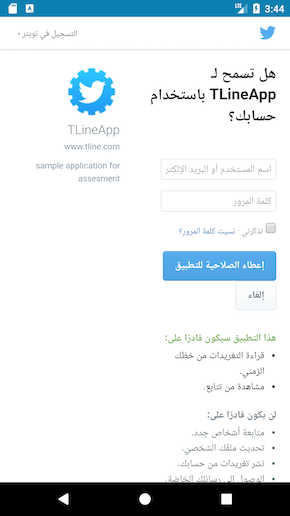 3:44
التسجيل في تويتر ›
هل تسمح لـ
TLineApp باستخدام
حسابك؟
TLineApp
www.tline.com
sample application for
assesment
اسم المستخدم أو البريد الإلكتر
كلمة المرور
تذكرني · نسيت كلمة المرور؟
إعطاء الصلاحية للتطبيق
إلغاء
هذا التطبيق سيكون قادرًا على:
• قراءة التغريدات من خطك
الزمني.
• مشاهدة من تتابع.
لن يكون قادرًا على:
• متابعة أشخاص جدد.
• تحديث ملفك الشخصي.
• نشر تغريدات من حسابك.
• الوصول إلى رسائلك الخاصة.